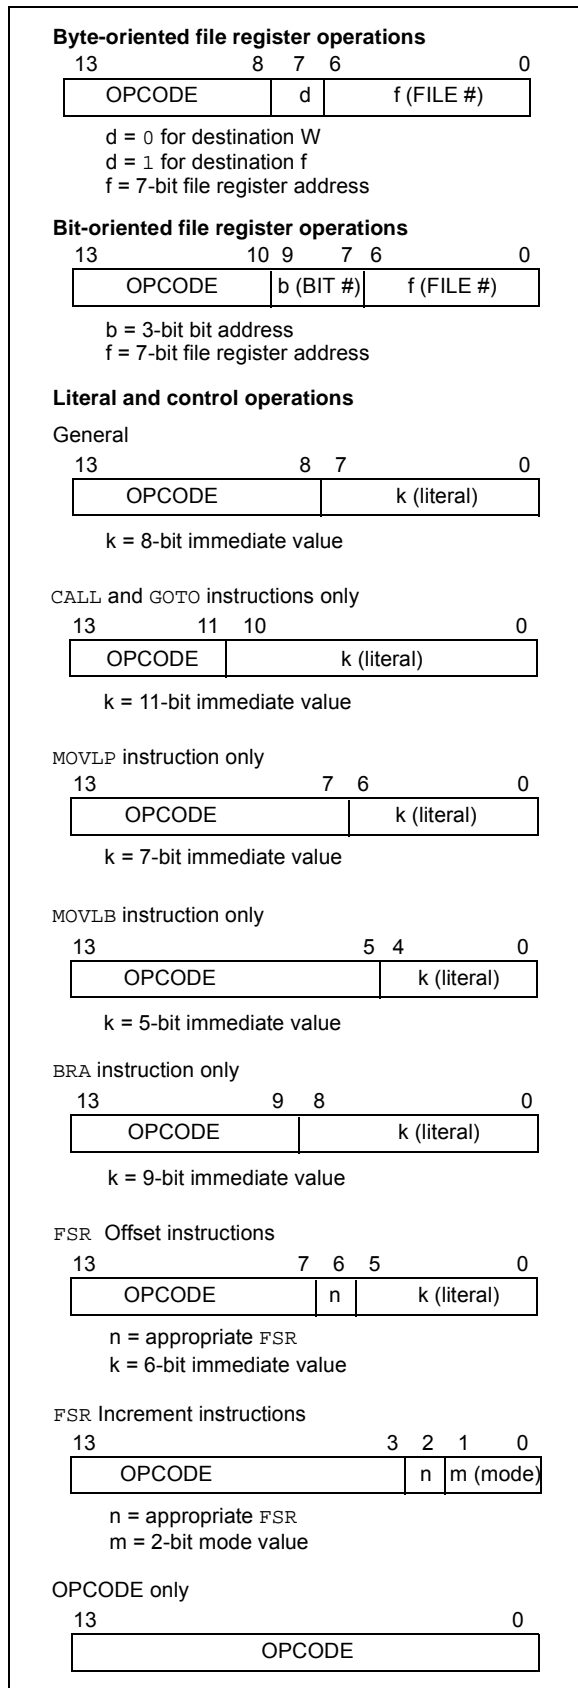 Byte-oriented file register operations
13 8 7 6 0
OPCODE d f (FILE #)
d = 0 for destination W
d = 1 for destination f
f = 7-bit file register address
Bit-oriented file register operations
13 10 9 7 6 0
OPCODE b (BIT #) f (FILE #)
b = 3-bit bit address
f = 7-bit file register address
Literal and control operations
General
13 8 7 0
OPCODE k (literal)
k = 8-bit immediate value
CALL and GOTO instructions only
13 11 10 0
OPCODE k (literal)
k = 11-bit immediate value
MOVLP instruction only
13 7 6 0
OPCODE k (literal)
k = 7-bit immediate value
MOVLB instruction only
13 5 4 0
OPCODE k (literal)
k = 5-bit immediate value
BRA instruction only
13 9 8 0
OPCODE k (literal)
k = 9-bit immediate value
FSR Offset instructions
13 7 6 5 0
OPCODE n k (literal)
n = appropriate FSR
k = 6-bit immediate value
FSR Increment instructions
13 3 2 1 0
OPCODE n m (mode)
n = appropriate FSR
m = 2-bit mode value
OPCODE only
13 0
OPCODE